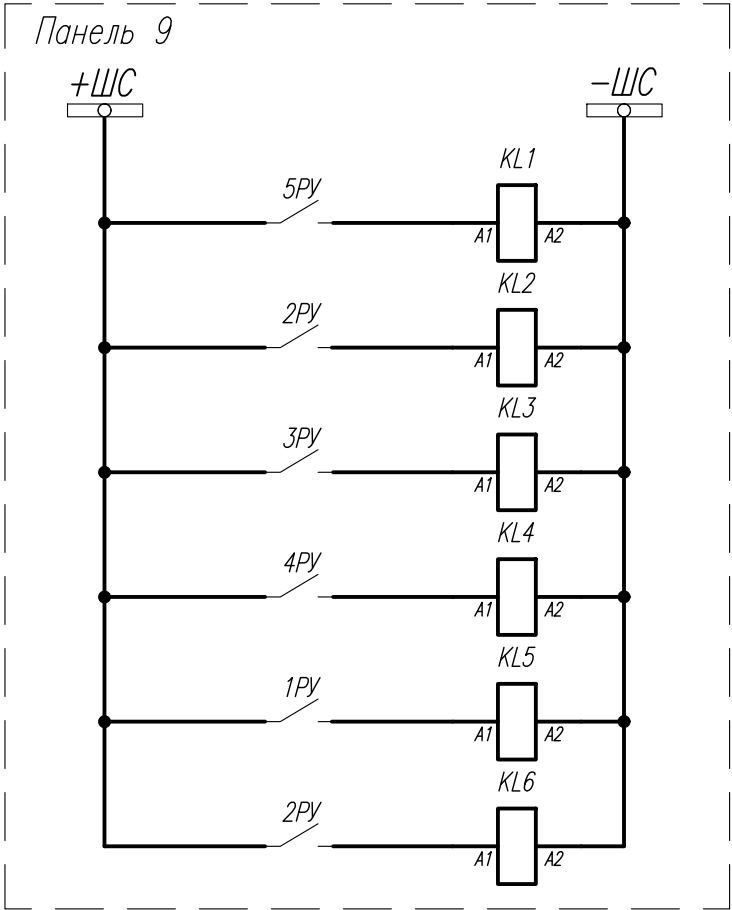 Панель 9
+ШС -ШС
KL1
5РУ
A1 A2
KL2
2РУ
A1 A2
KL3
3РУ
A1 A2
KL4
4РУ
A1 A2
KL5
1РУ
A1 A2
KL6
2РУ
A1 A2